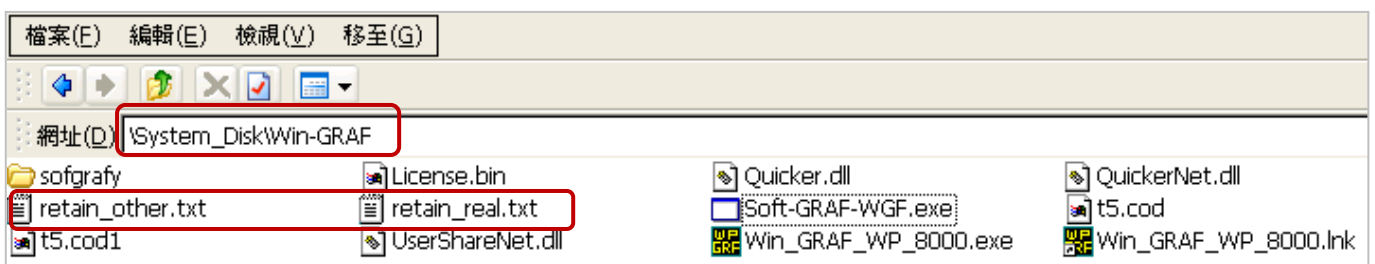 檔案(F) 編輯(E) 檢視(V) 移至(G)
網址(D) \System_Disk\Win-GRAF
sofgrafy License.bin Quicker.dll QuickerNet.dll
retain_other.txt retain_real.txt Soft-GRAF-WGF.exe t5.cod
t5.cod1 UserShareNet.dll Win_GRAF_WP_8000.exe Win_GRAF_WP_8000.lnk